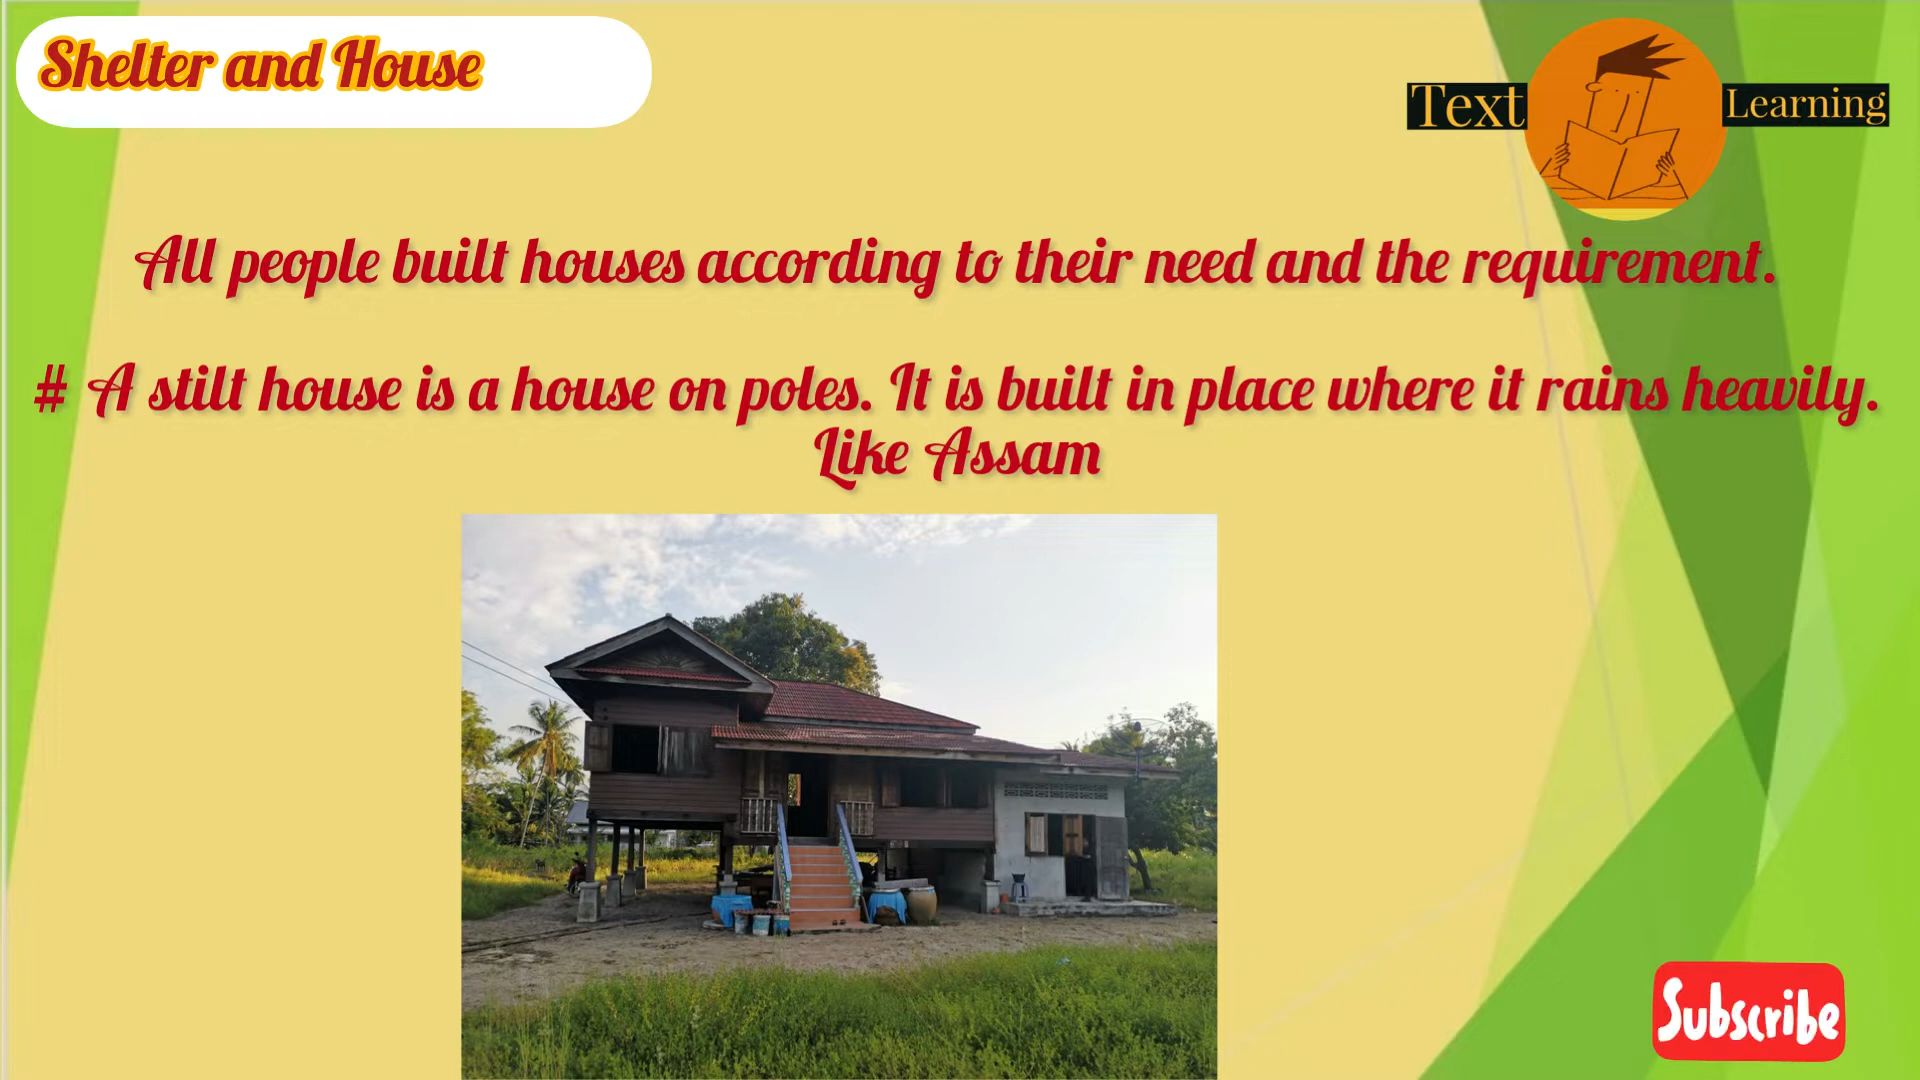 Shelter and House
Text Learning
All people built houses according to their need and the requirement.
# A stilt house is a house on poles. It is built in place where it rains heavily.
Like Assam
Subscribe